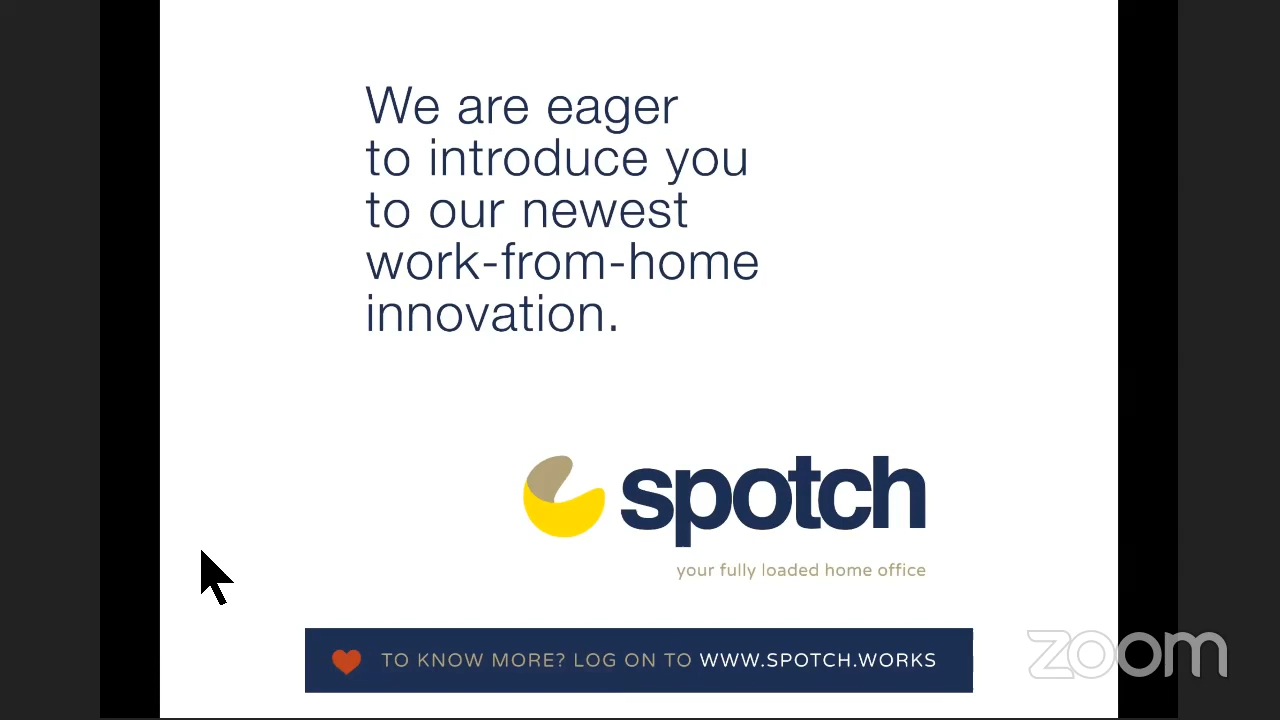 We are eager
to introduce you
to our newest
work-from-home
innovation.
spotch
your fully loaded home office
TO KNOW MORE? LOG ON TO WWW.SPOTCH.WORKS
zoom